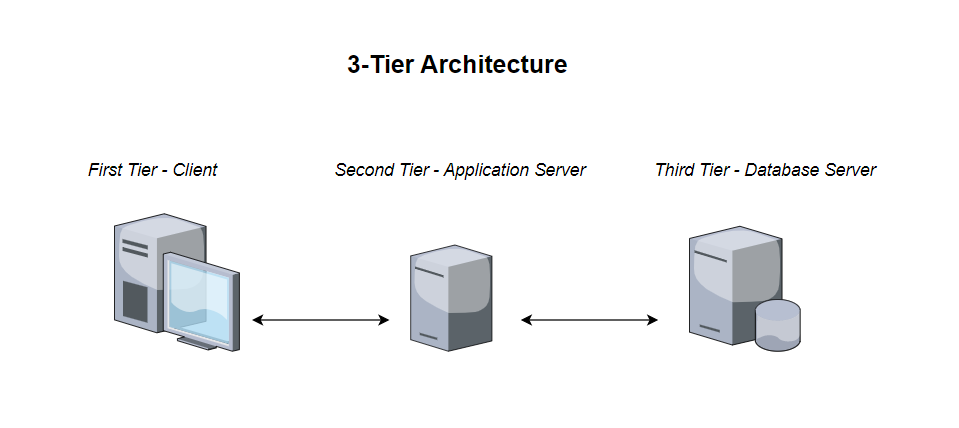 3-Tier Architecture
First Tier - Client
Second Tier - Application Server
Third Tier - Database Server